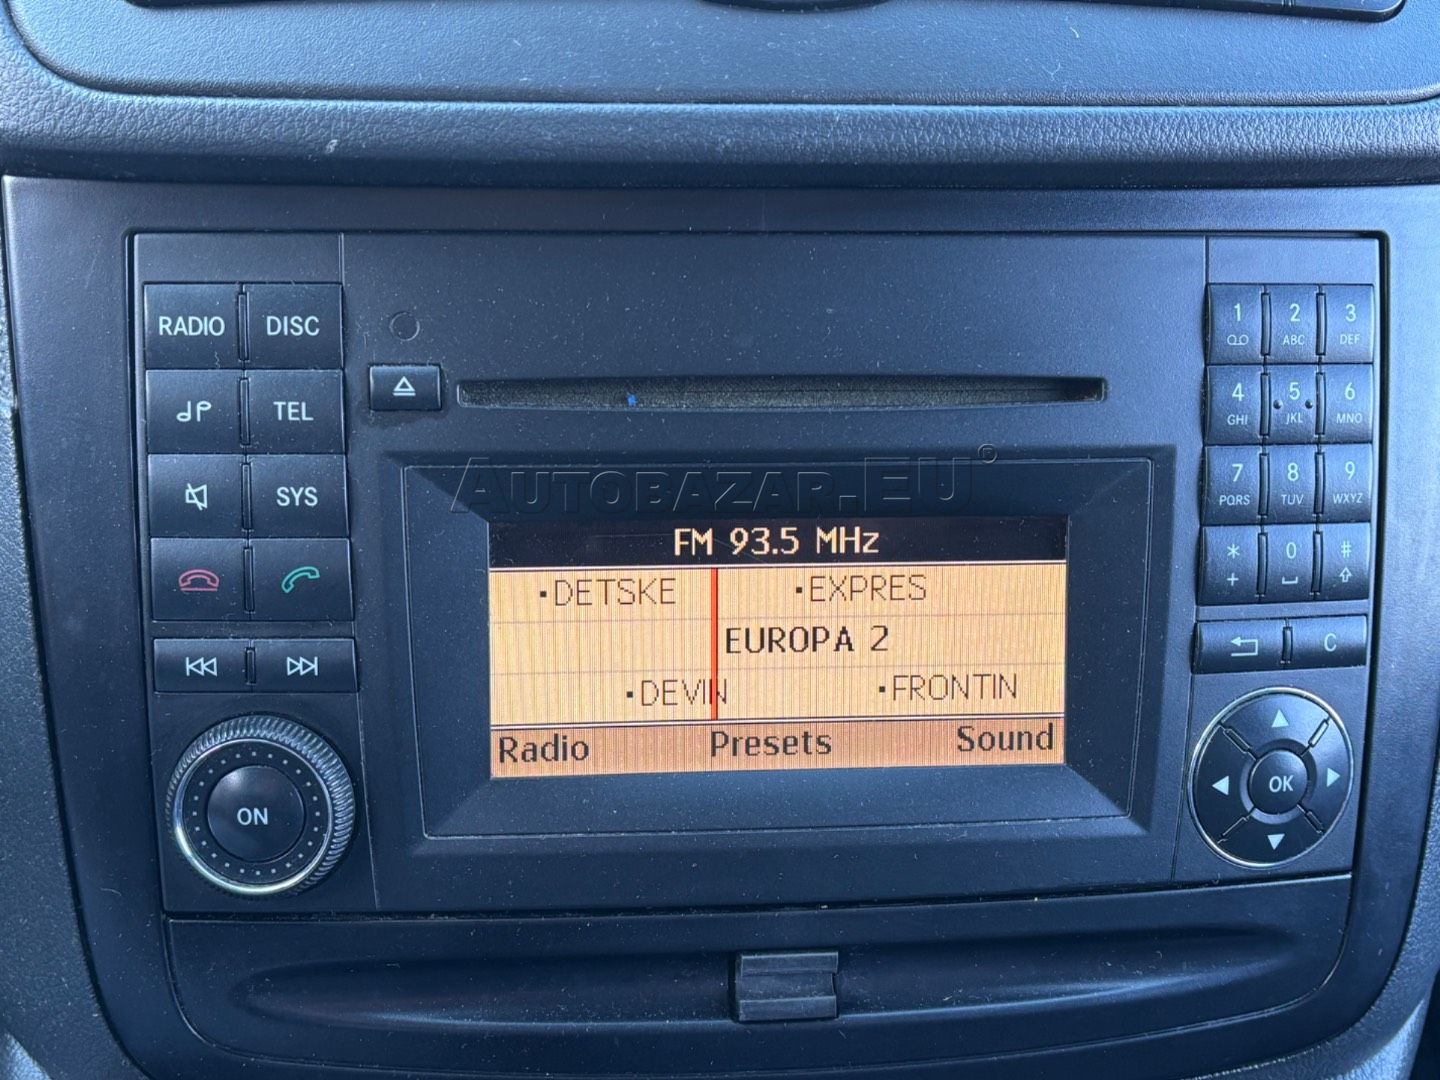 RADIO DISC
TEL
SYS
ON
AUTOBAZAR.EU®
FM 93.5 MHz
DETSKE EXPRES
EUROPA 2
DEVIN FRONTIN
Radio Presets Sound
1 2 3
ABC DEF
4 5 6
GHI JKL MNO
7 8 9
PQRS TUV WXYZ
* 0 #
+
C
OK